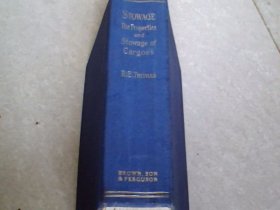 STOWAGE
The Properties
and
Stowage of
Cargoes
R.E. Thomas
BROWN, SON
& FERGUSON